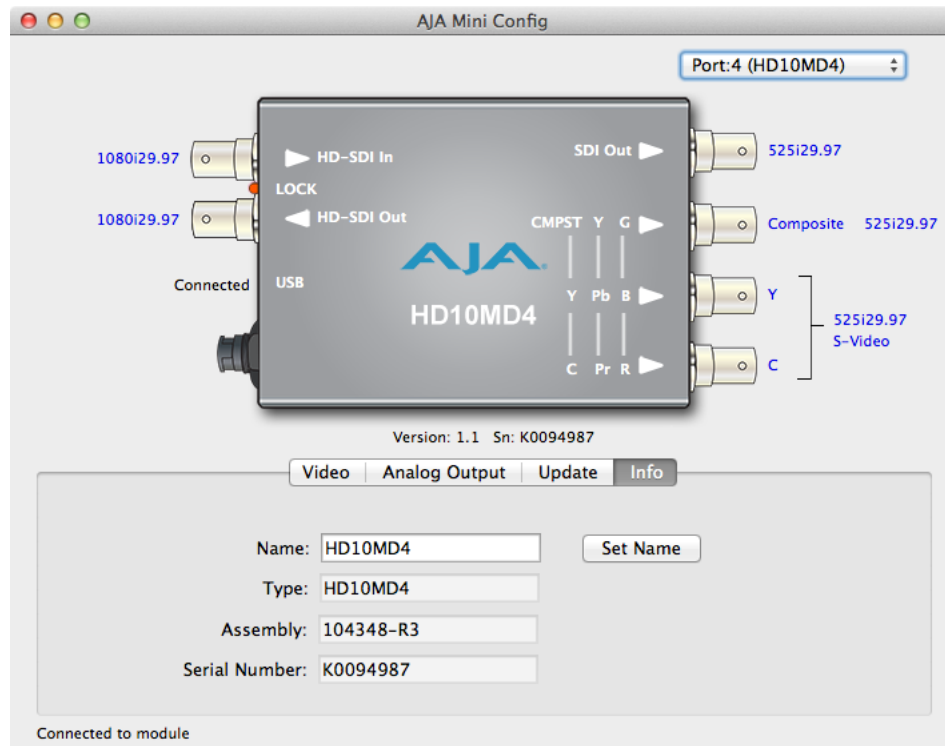 AJA Mini Config
Port:4 (HD10MD4)
1080i29.97
HD-SDI In
SDI Out
525i29.97
LOCK
1080i29.97
HD-SDI Out
CMPST Y G
Composite 525i29.97
AJA
Connected
USB
Y Pb B
Y
HD10MD4
525i29.97
S-Video
C Pr R
C
Version: 1.1 Sn: K0094987
Video
Analog Output
Update
Info
Name: HD10MD4
Set Name
Type: HD10MD4
Assembly: 104348-R3
Serial Number: K0094987
Connected to module